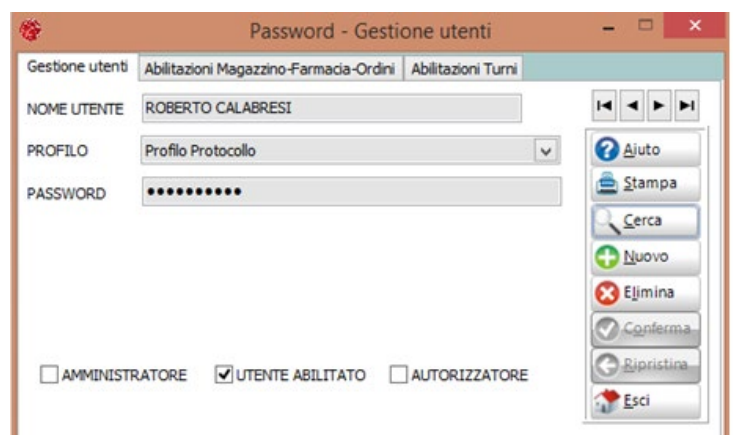 Password - Gestione utenti
Gestione utenti Abilitazioni Magazzino-Farmacia-Ordini Abilitazioni Turni
NOME UTENTE ROBERTO CALABRESI
PROFILO Profilo Protocollo
Aiuto
PASSWORD ••••••••••
Stampa
Cerca
Nuovo
Elimina
Conferma
AMMINISTRATORE UTENTE ABILITATO AUTORIZZATORE
Ripristina
Esci